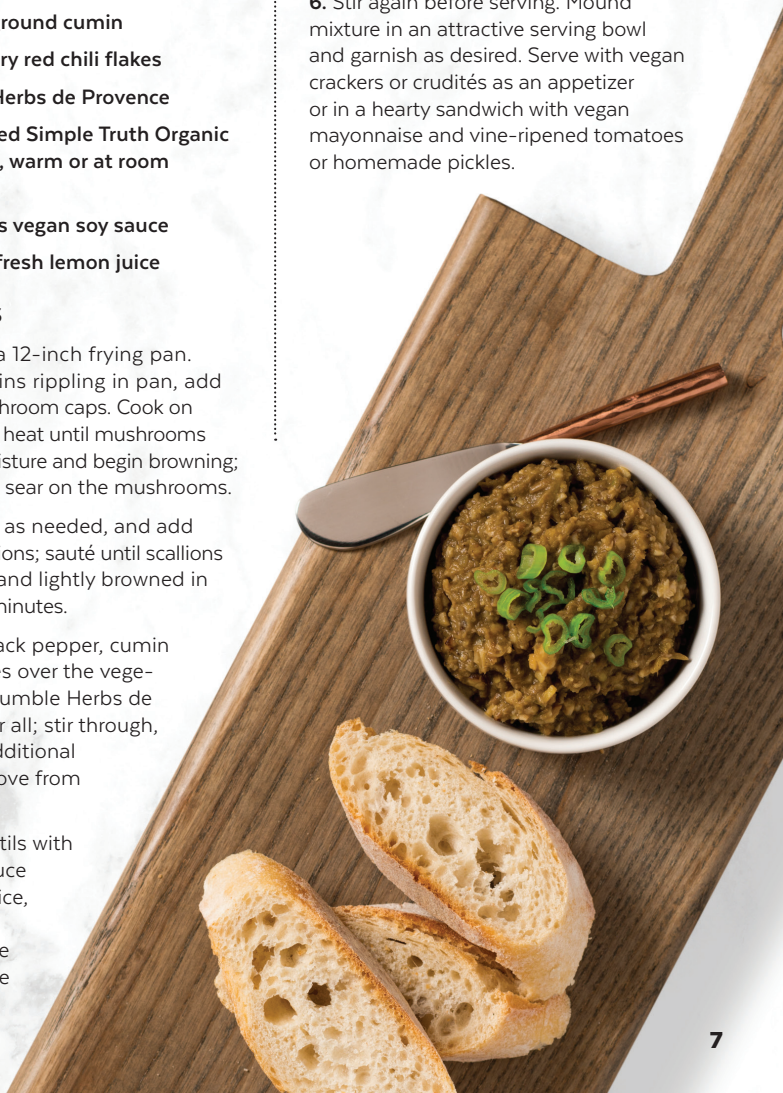 round cumin
ry red chili flakes
Herbs de Provence
ed Simple Truth Organic
, warm or at room
s vegan soy sauce
fresh lemon juice
S
a 12-inch frying pan.
ins rippling in pan, add
hroom caps. Cook on
heat until mushrooms
isture and begin browning;
sear on the mushrooms.
as needed, and add
ions; sauté until scallions
and lightly browned in
minutes.
ack pepper, cumin
es over the vege-
rumble Herbs de
r all; stir through,
dditional
ove from
tils with
uce
ice,
e
e
6. Stir again before serving. Mound
mixture in an attractive serving bowl
and garnish as desired. Serve with vegan
crackers or crudités as an appetizer
or in a hearty sandwich with vegan
mayonnaise and vine-ripened tomatoes
or homemade pickles.
7